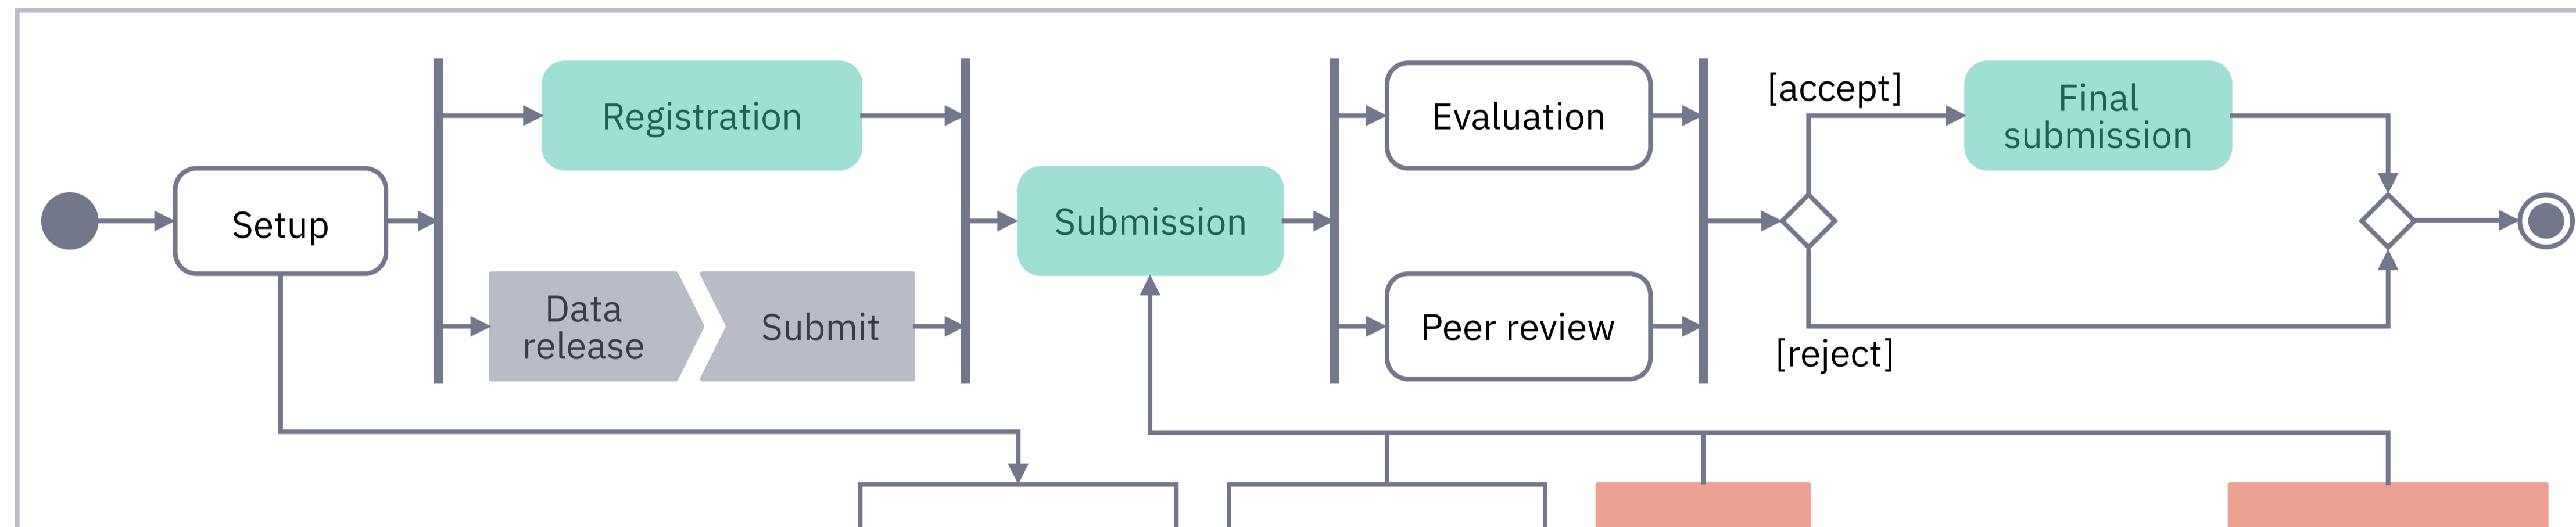 Setup
Registration
Data
release
Submit
Submission
Evaluation
Peer review
[accept]
[reject]
Final
submission